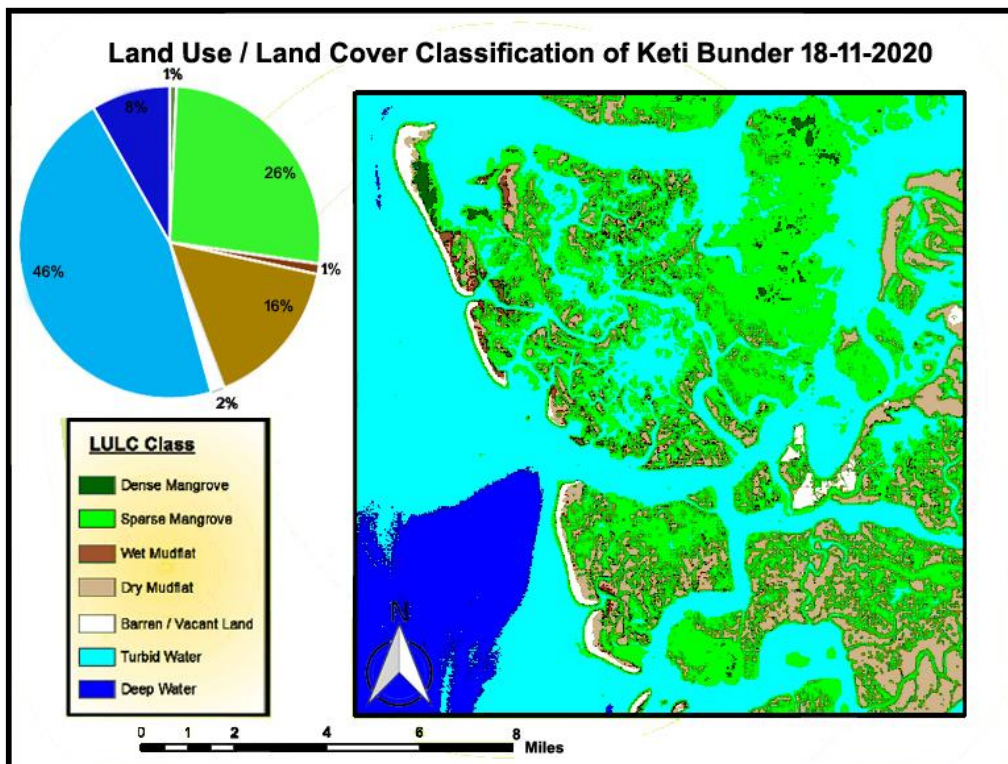 Land Use / Land Cover Classification of Keti Bunder 18-11-2020
1%
8%
26%
46%
1%
16%
2%
LULC Class
Dense Mangrove
Sparse Mangrove
Wet Mudflat
Dry Mudflat
Barren / Vacant Land
Turbid Water
Deep Water
N
0 1 2 4 6 8
Miles